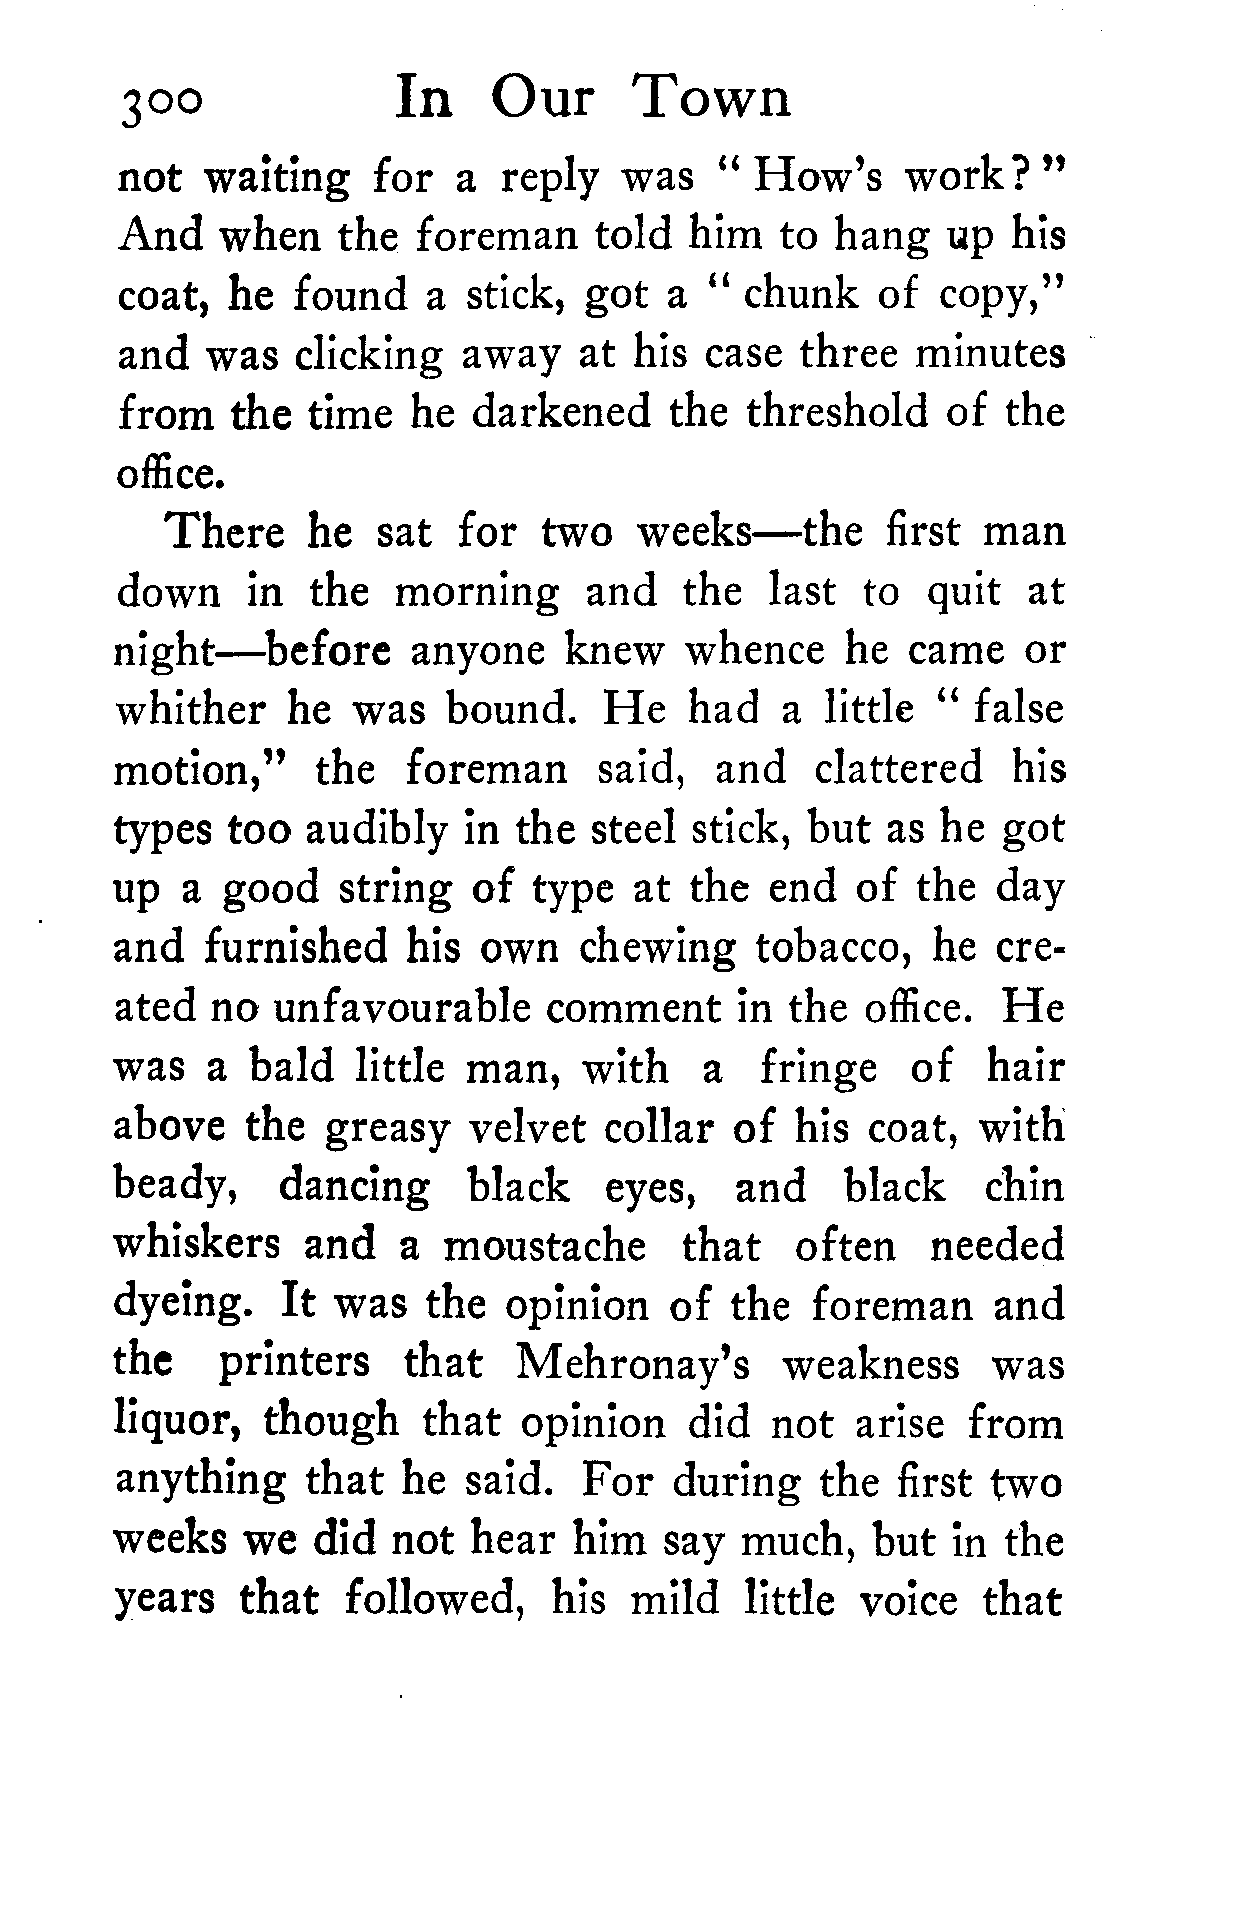 300 In Our Town
not waiting for a reply was “ How’s work? ”
And when the foreman told him to hang up his
coat, he found a stick, got a “ chunk of copy,”
and was clicking away at his case three minutes
from the time he darkened the threshold of the
office.
There he sat for two weeks—the first man
down in the morning and the last to quit at
night—before anyone knew whence he came or
whither he was bound. He had a little “ false
motion,” the foreman said, and clattered his
types too audibly in the steel stick, but as he got
up a good string of type at the end of the day
and furnished his own chewing tobacco, he cre-
ated no unfavourable comment in the office. He
was a bald little man, with a fringe of hair
above the greasy velvet collar of his coat, with
beady, dancing black eyes, and black chin
whiskers and a moustache that often needed
dyeing. It was the opinion of the foreman and
the printers that Mehronay’s weakness was
liquor, though that opinion did not arise from
anything that he said. For during the first two
weeks we did not hear him say much, but in the
years that followed, his mild little voice that